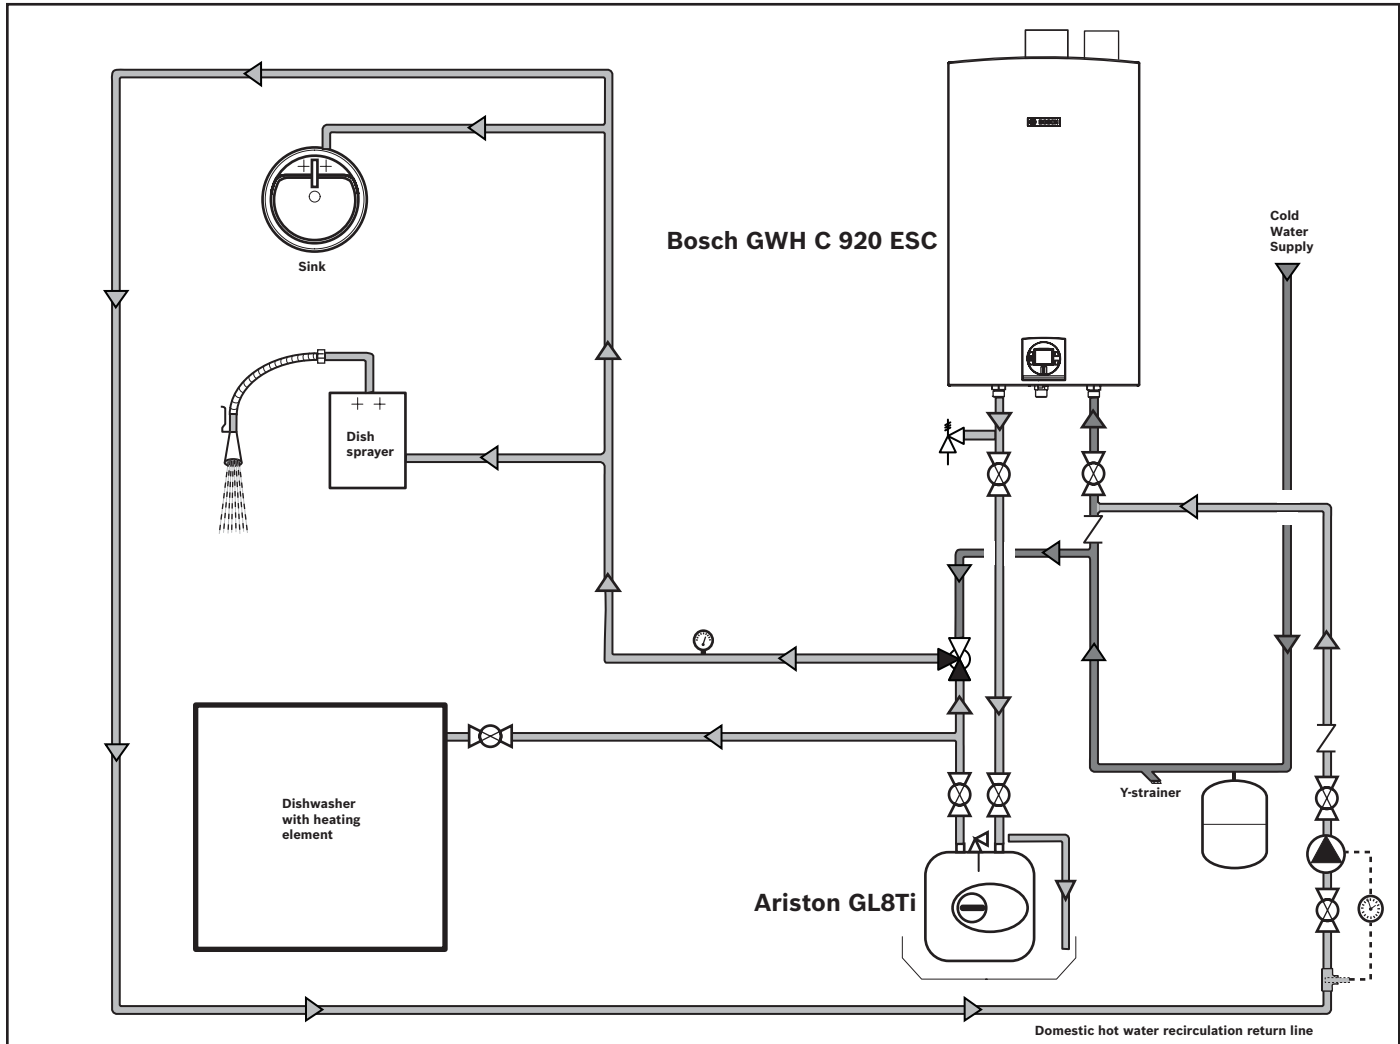 Cold
Water
Supply
Bosch GWH C 920 ESC
Sink
Dish
sprayer
Y-strainer
Dishwasher
with heating
element
Ariston GL8Ti
Domestic hot water recirculation return line